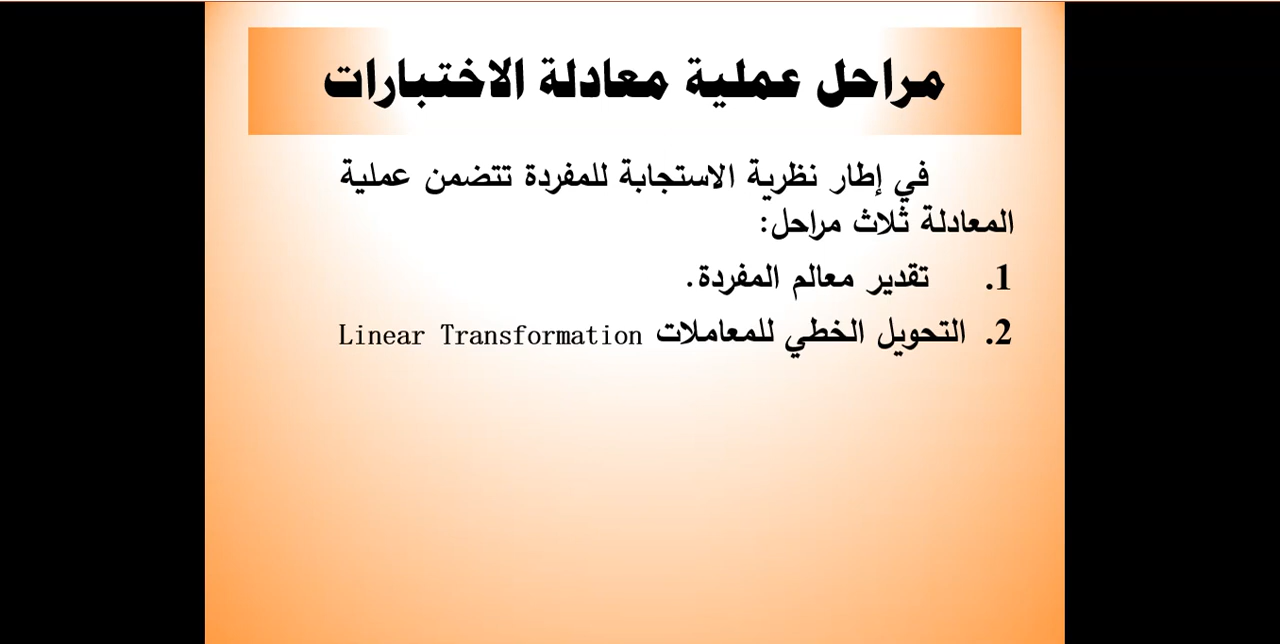 مراحل عملية معادلة الاختبارات
في إطار نظرية الاستجابة للمفردة تتضمن عملية
المعادلة ثلاث مراحل:
1. تقدير معالم المفردة.
2. التحويل الخطي للمعاملات Linear Transformation